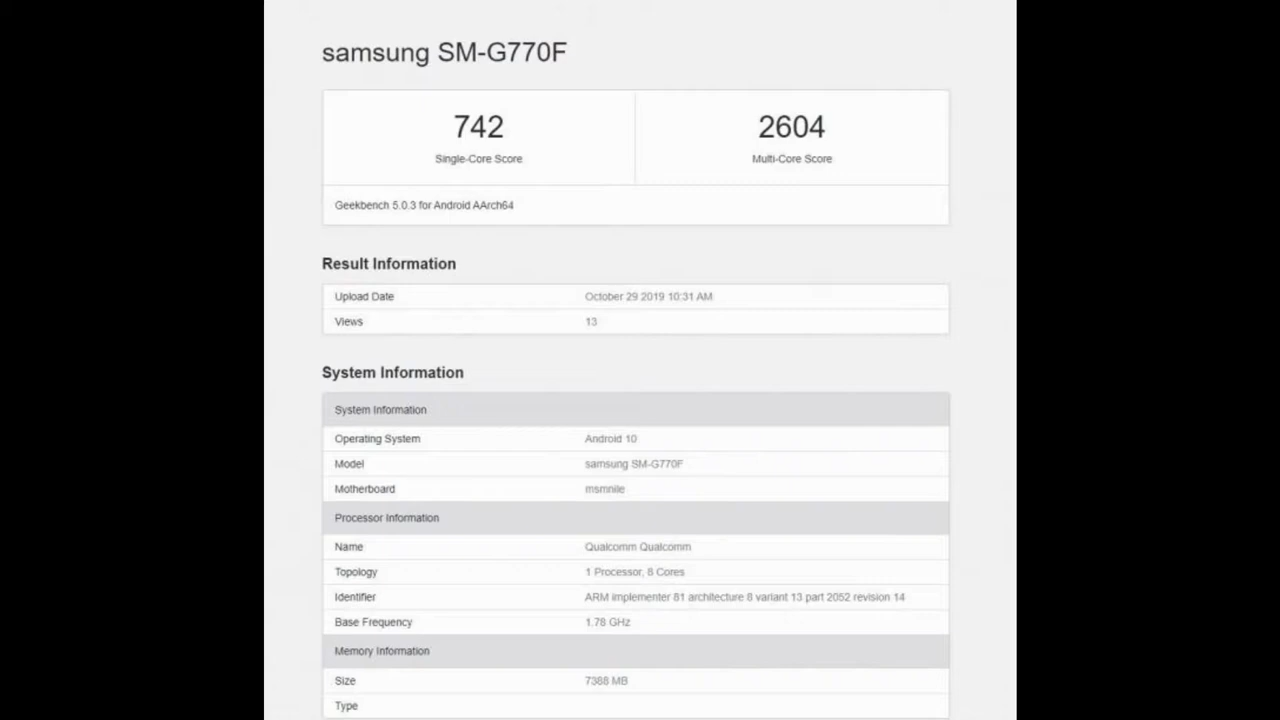 samsung SM-G770F
742 2604
Single-Core Score Multi-Core Score
Geekbench 5.0.3 for Android AArch64
Result Information
Upload Date October 29 2019 10:31 AM
Views 13
System Information
System Information
Operating System Android 10
Model samsung SM-G770F
Motherboard msmnile
Processor Information
Name Qualcomm Qualcomm
Topology 1 Processor, 8 Cores
Identifier ARM implementer 81 architecture 8 variant 13 part 2052 revision 14
Base Frequency 1.78 GHz
Memory Information
Size 7388 MB
Type